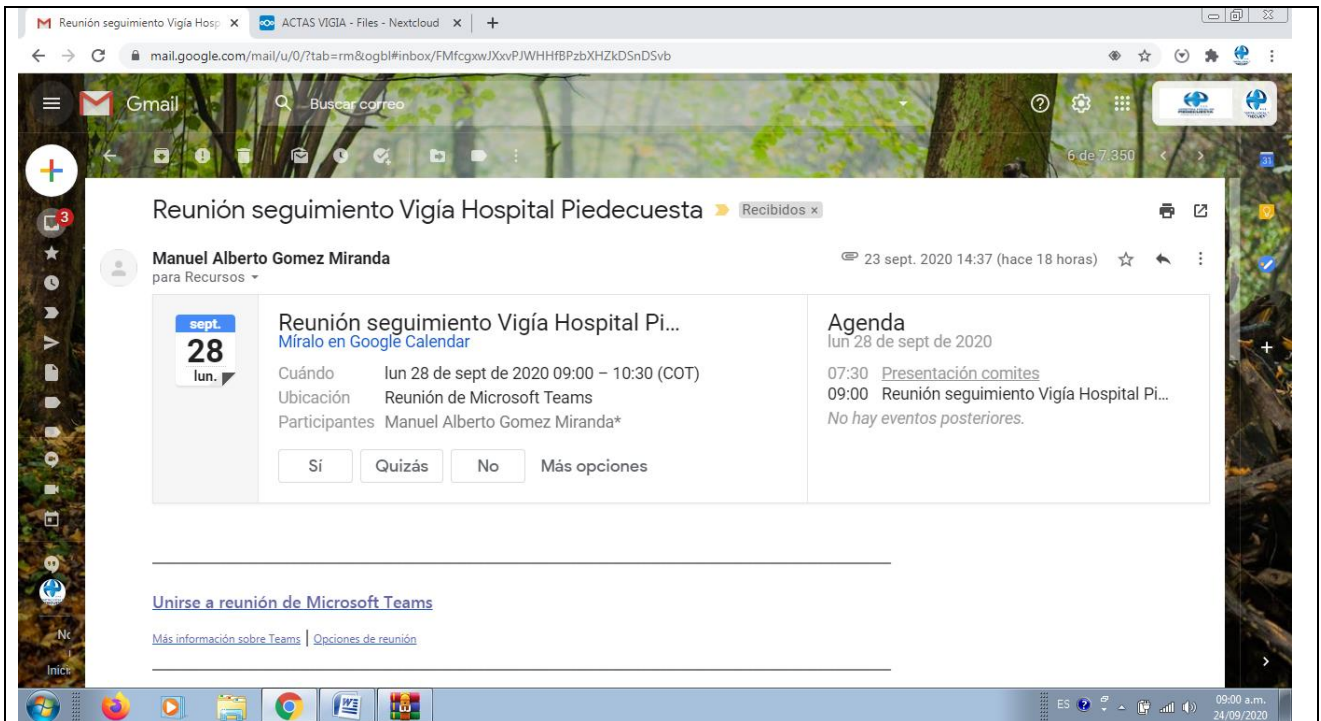 Reunión seguimiento Vigía Hosp
ACTAS VIGIA - Files - Nextcloud
mail.google.com/mail/u/0/?tab=rm&ogbl#inbox/FMfcgxwJXxvPJWHHfBPzbXHZkDSnDSvb
Gmail
Buscar correo
6 de 7.350
31
3
Reunión seguimiento Vigía Hospital Piedecuesta
Recibidos ×
Manuel Alberto Gomez Miranda
23 sept. 2020 14:37 (hace 18 horas)
para Recursos
sept.
28
lun.
Reunión seguimiento Vigía Hospital Pi...
Míralo en Google Calendar
Cuándo lun 28 de sept de 2020 09:00 – 10:30 (COT)
Ubicación Reunión de Microsoft Teams
Participantes Manuel Alberto Gomez Miranda*
Sí Quizás No Más opciones
Agenda
lun 28 de sept de 2020
07:30 Presentación comites
09:00 Reunión seguimiento Vigía Hospital Pi...
No hay eventos posteriores.
Unirse a reunión de Microsoft Teams
Más información sobre Teams | Opciones de reunión
No
Inicia
ES
09:00 a.m.
24/09/2020